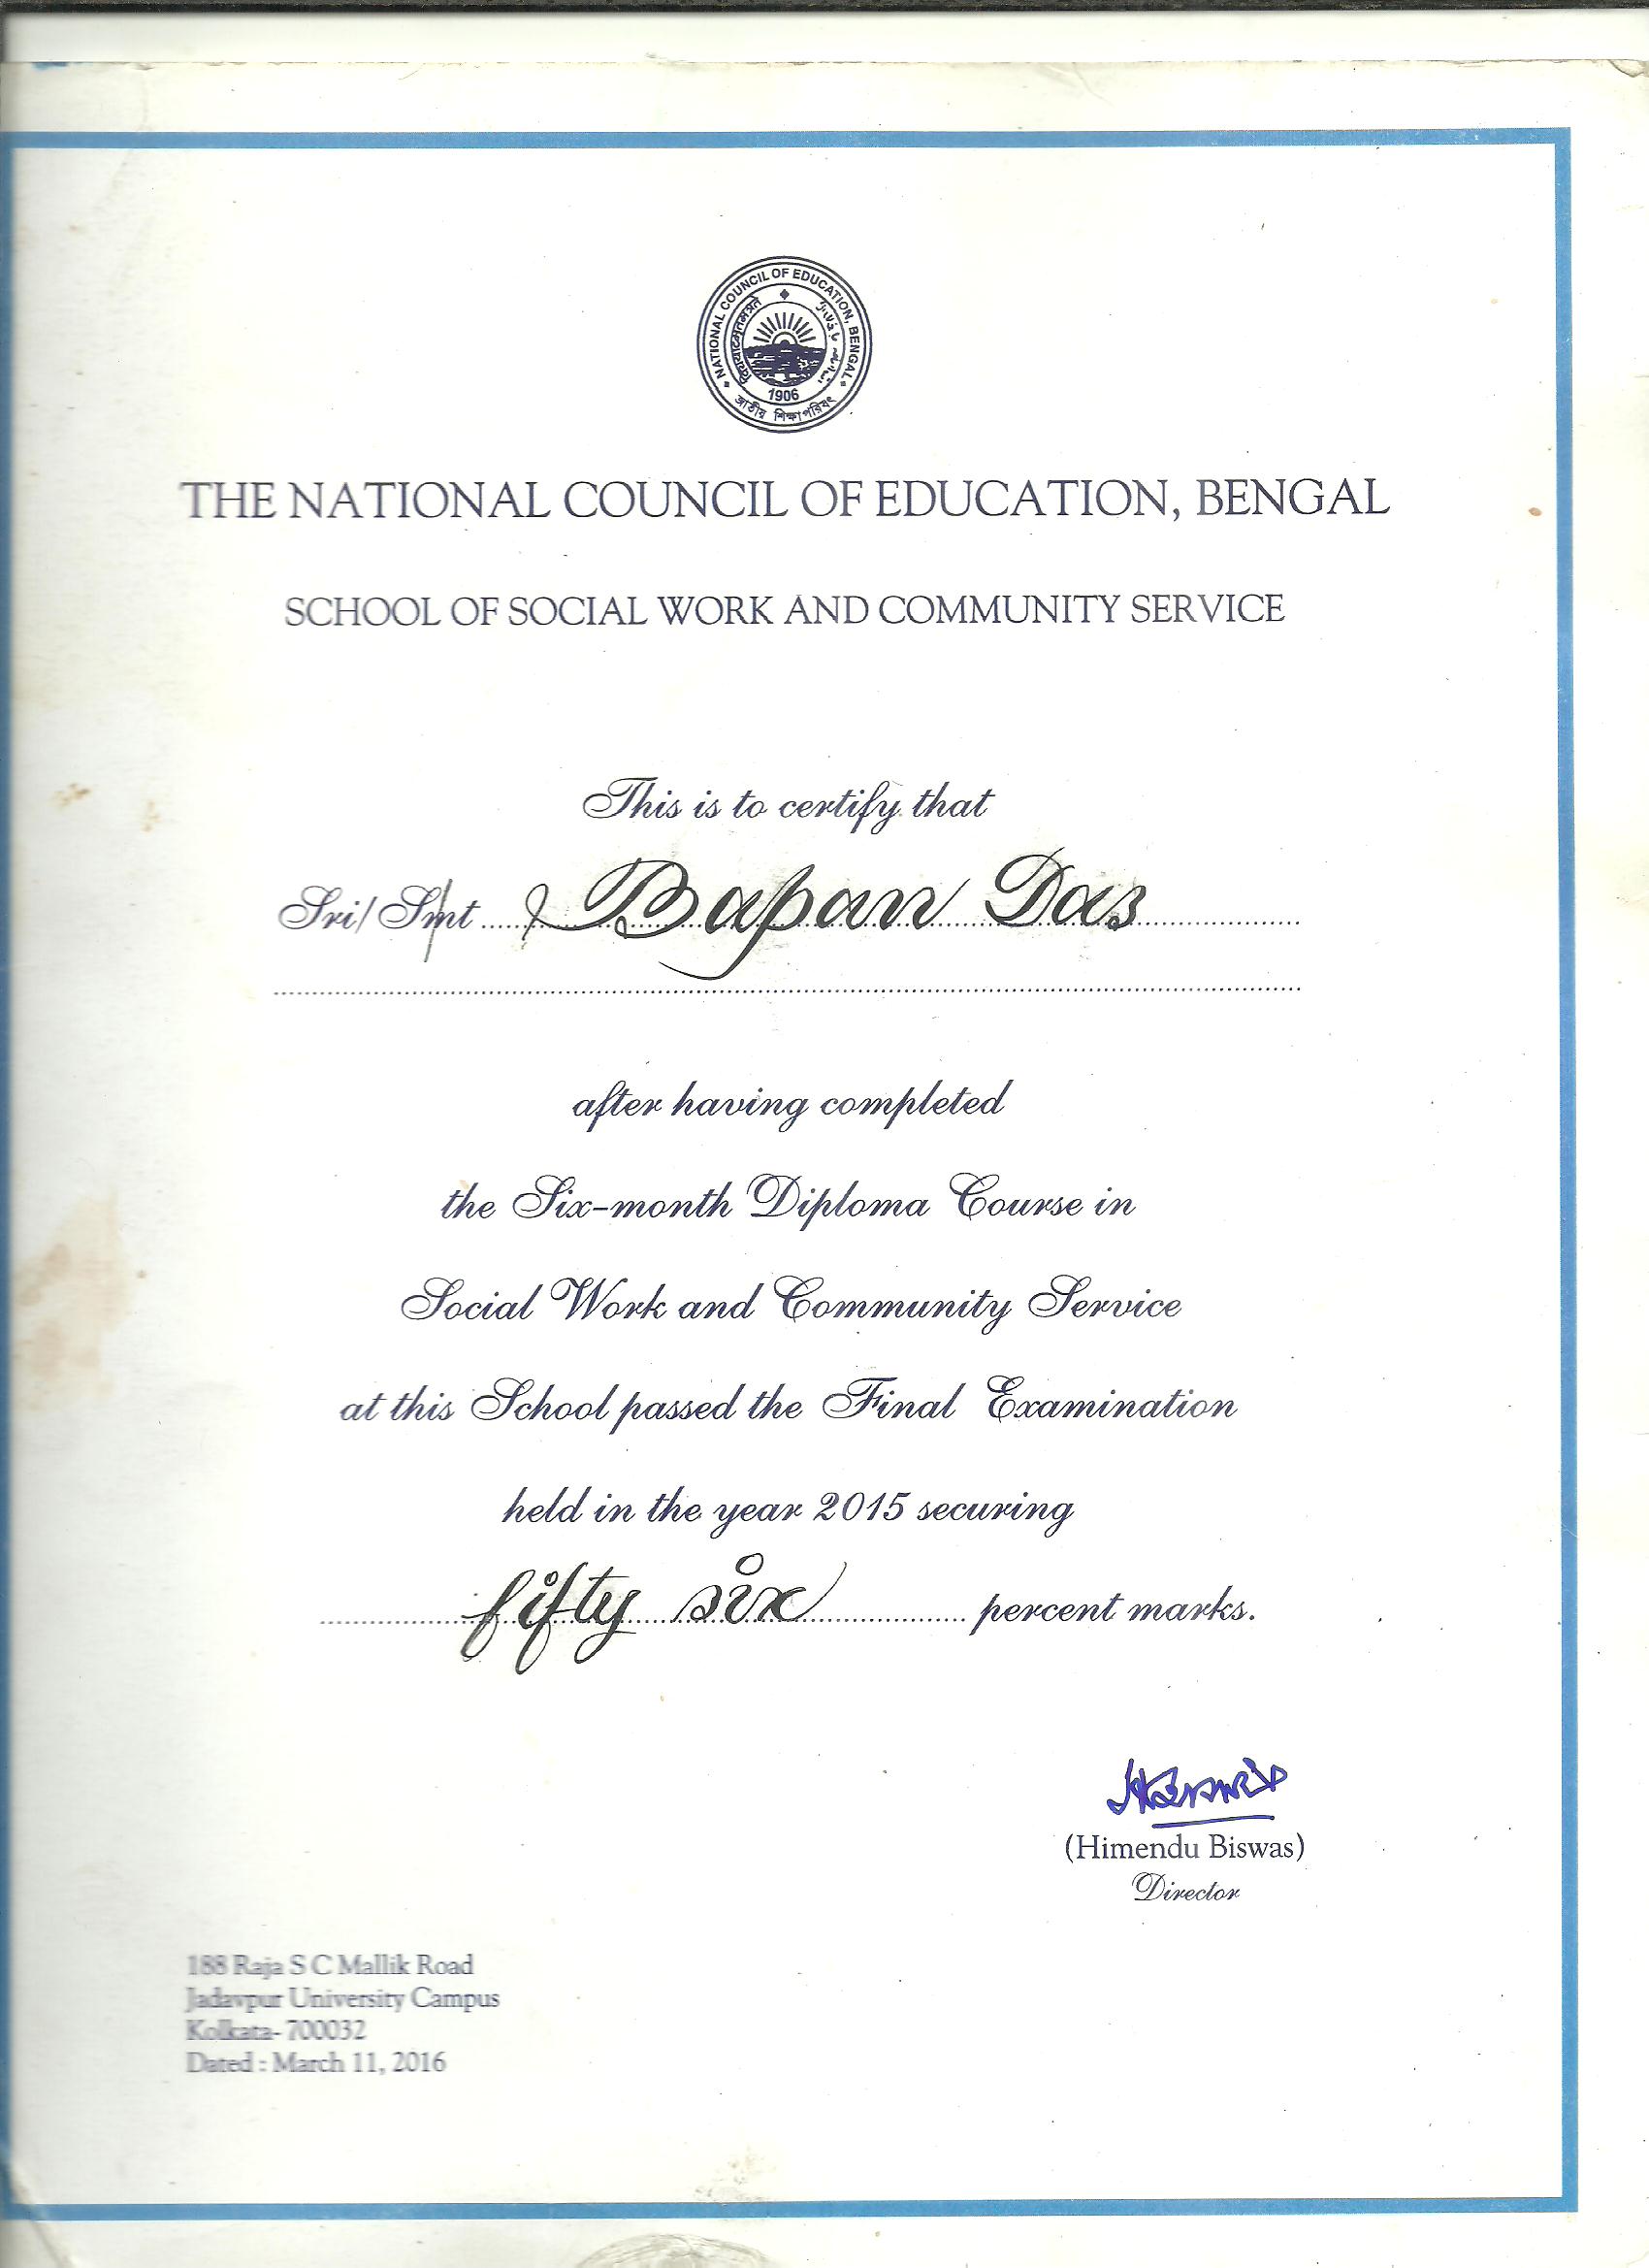 NATIONAL COUNCIL OF EDUCATION, BENGAL
1906
জাতীয় শিক্ষা পরিষৎ
THE NATIONAL COUNCIL OF EDUCATION, BENGAL
SCHOOL OF SOCIAL WORK AND COMMUNITY SERVICE
This is to certify that
Sri/Smt Bapan Das
after having completed
the Six-month Diploma Course in
Social Work and Community Service
at this School passed the Final Examination
held in the year 2015 securing
fifty six percent marks.
(Himendu Biswas)
Director
188 Raja S C Mallik Road
Jadavpur University Campus
Kolkata- 700032
Dated : March 11, 2016